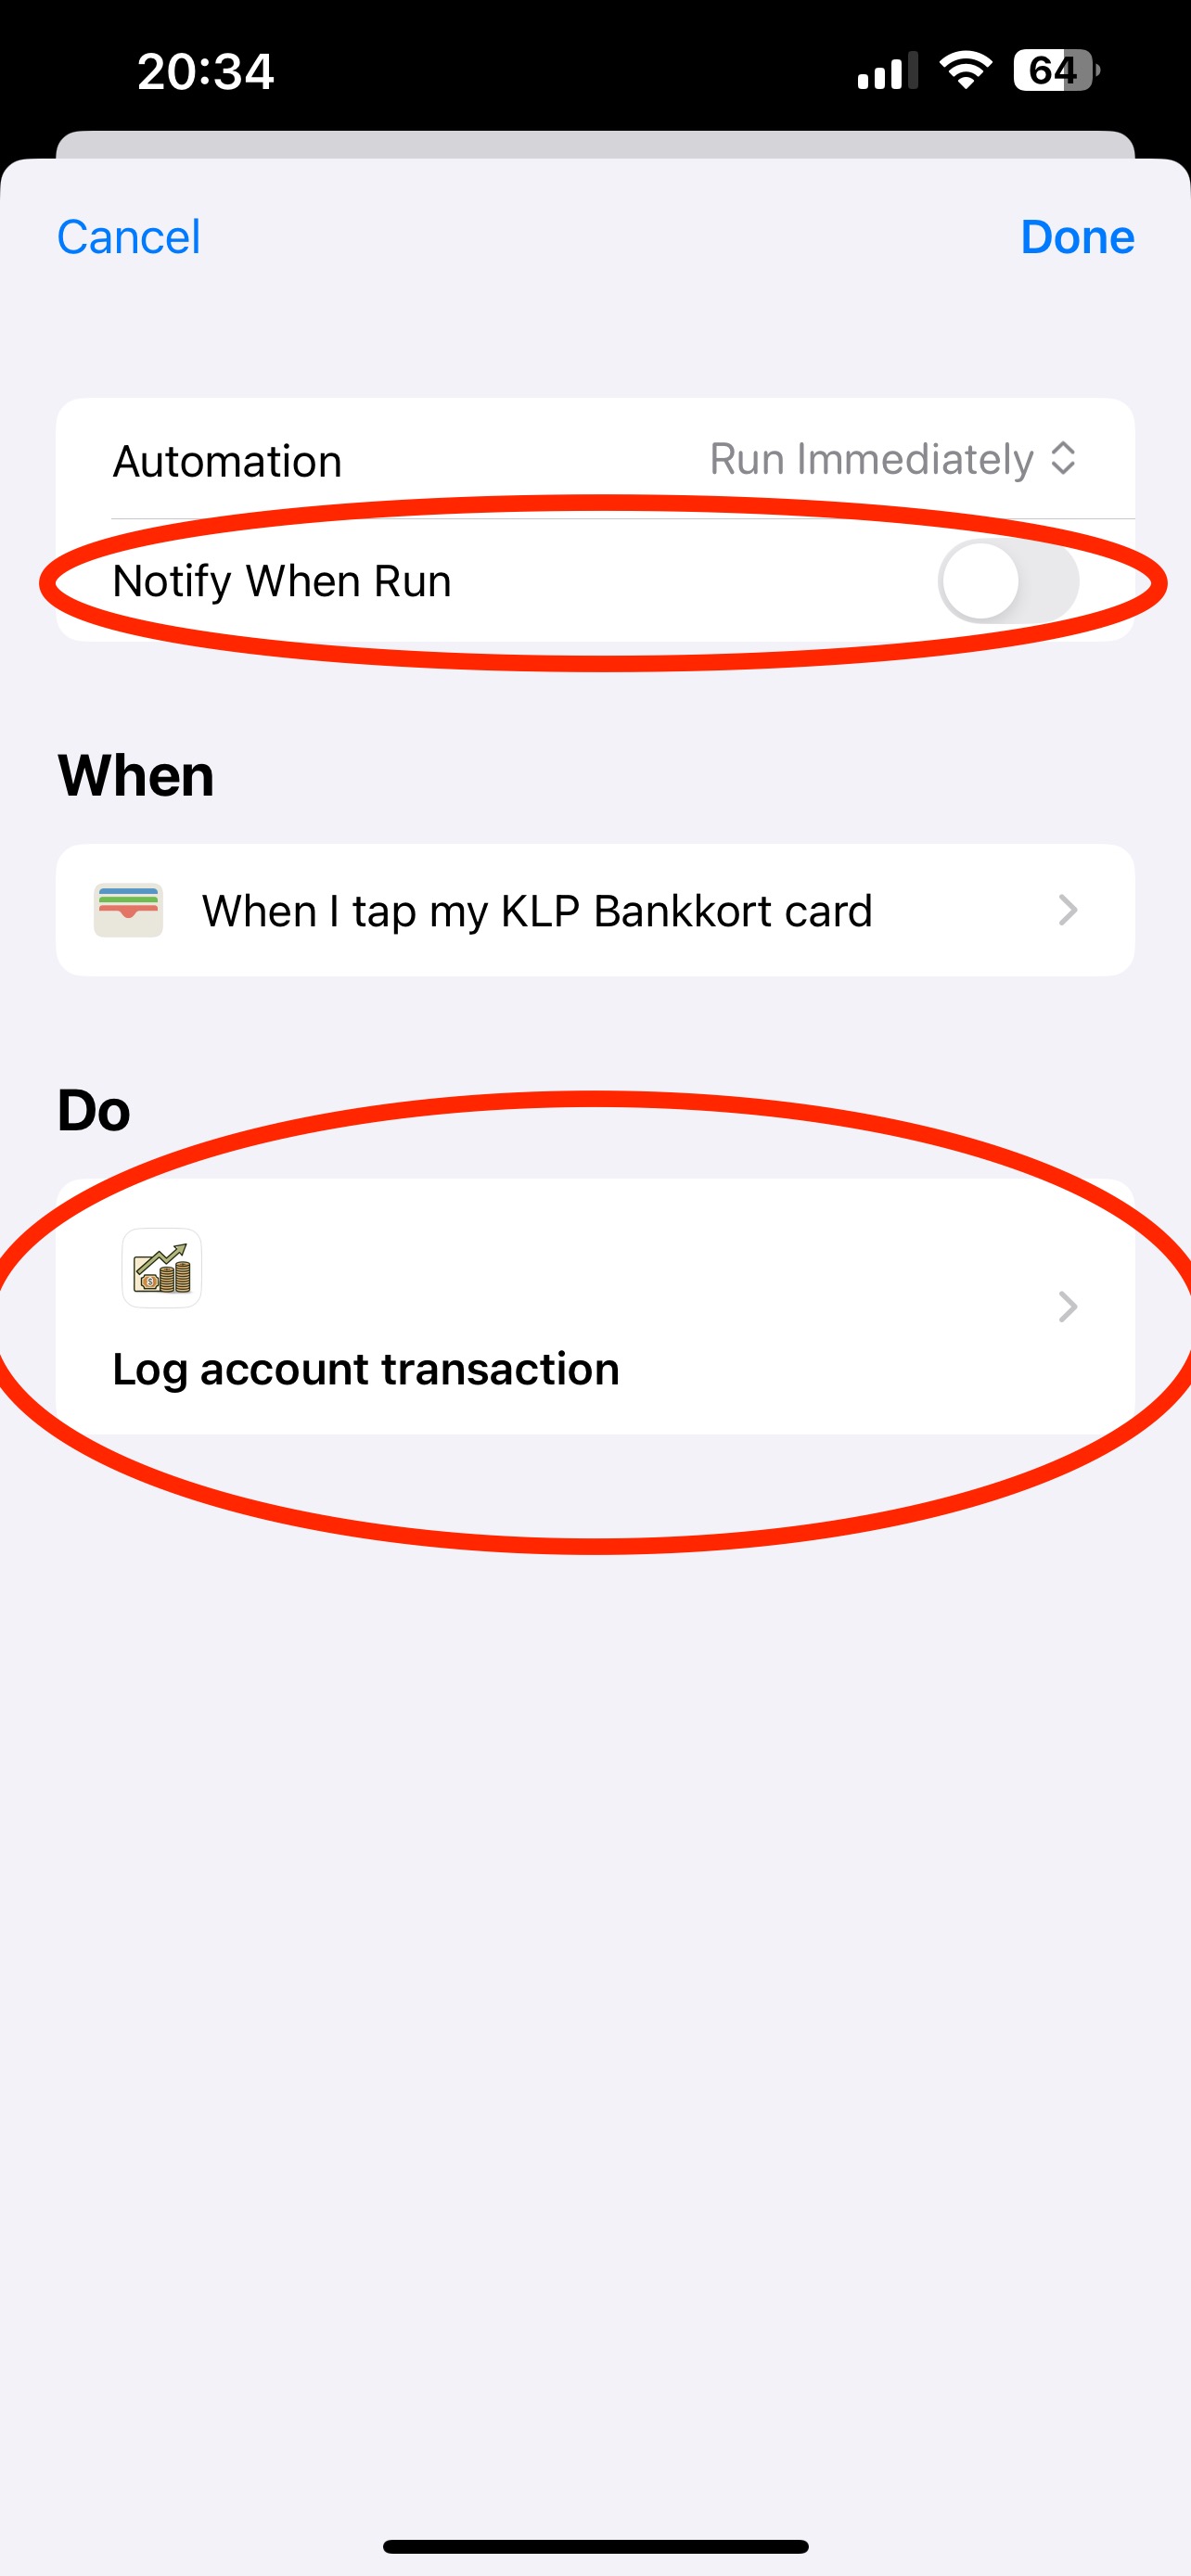 20:34
64
Cancel
Done
Automation
Run Immediately
Notify When Run
When
When I tap my KLP Bankkort card
Do
Log account transaction